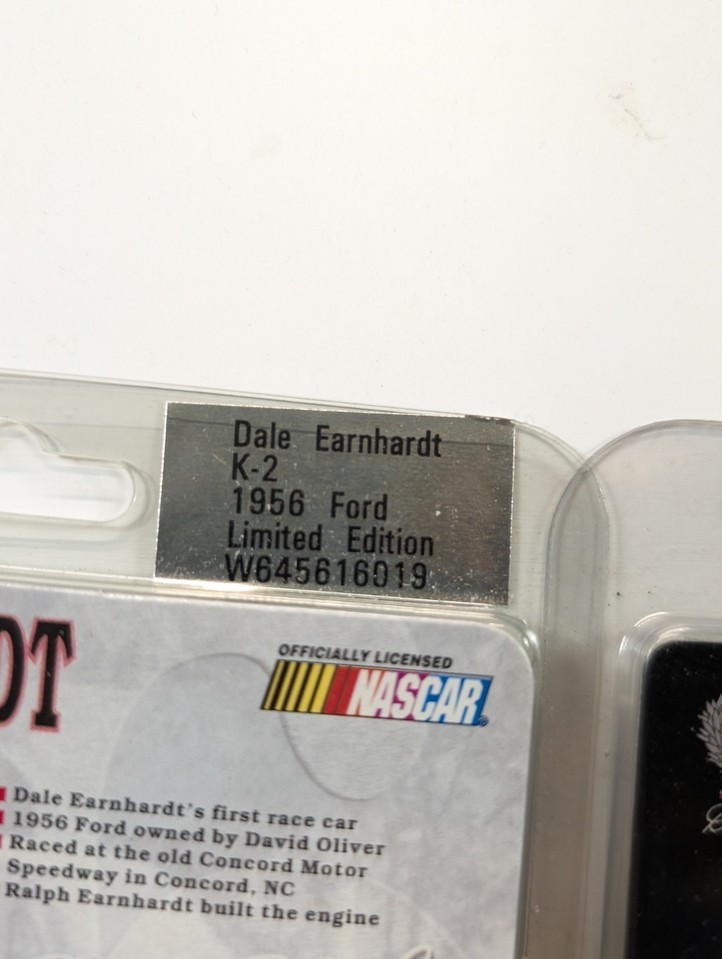 Dale Earnhardt
K-2
1956 Ford
Limited Edition
W645616019
DT
OFFICIALLY LICENSED
NASCAR
Dale Earnhardt's first race car
1956 Ford owned by David Oliver
Raced at the old Concord Motor
Speedway in Concord, NC
Ralph Earnhardt built the engine